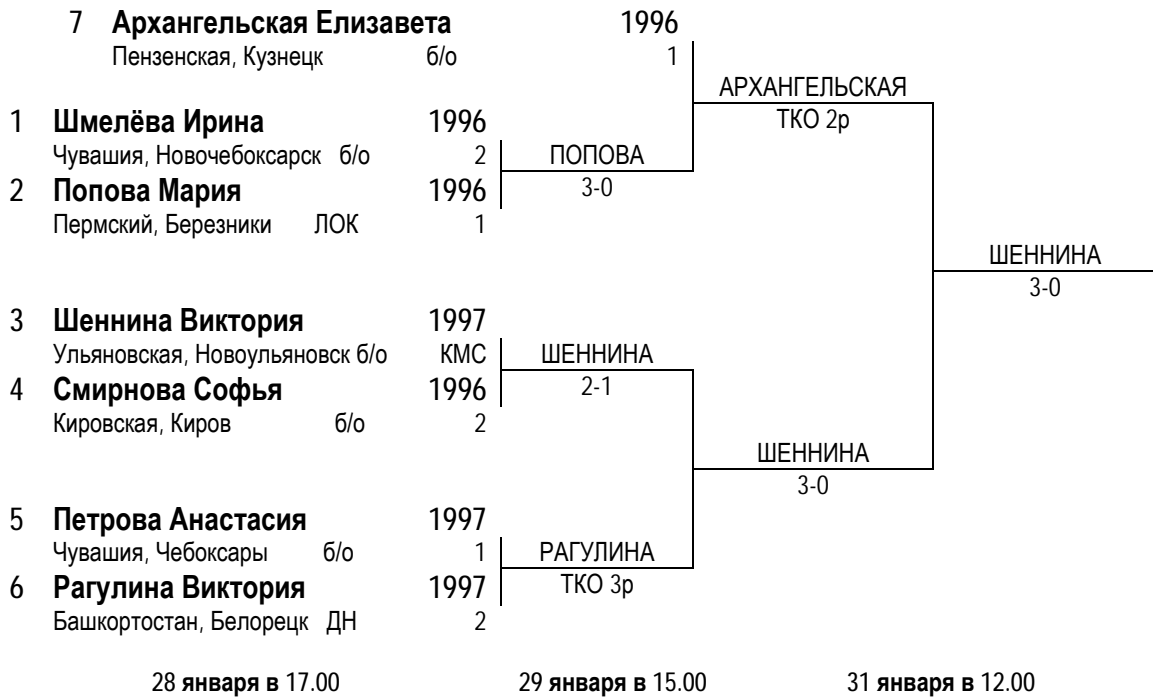 7 Архангельская Елизавета 1996
Пензенская, Кузнецк б/о 1
АРХАНГЕЛЬСКАЯ
ТКО 2р
1 Шмелёва Ирина 1996
Чувашия, Новочебоксарск б/о 2
ПОПОВА
3-0
2 Попова Мария 1996
Пермский, Березники ЛОК 1
ШЕННИНА
3-0
3 Шеннина Виктория 1997
Ульяновская, Новоульяновск б/о КМС
ШЕННИНА
2-1
4 Смирнова Софья 1996
Кировская, Киров б/о 2
ШЕННИНА
3-0
5 Петрова Анастасия 1997
Чувашия, Чебоксары б/о 1
РАГУЛИНА
ТКО 3р
6 Рагулина Виктория 1997
Башкортостан, Белорецк ДН 2
28 января в 17.00 29 января в 15.00 31 января в 12.00